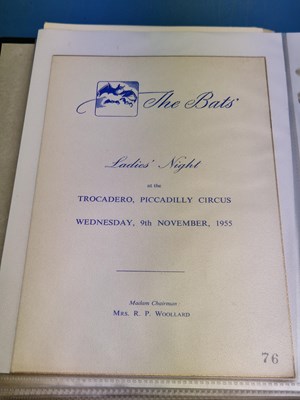 The Bats'
Ladies' Night
at the
TROCADERO, PICCADILLY CIRCUS
WEDNESDAY, 9th NOVEMBER, 1955
Madam Chairman
MRS. R. P. WOOLLARD
76